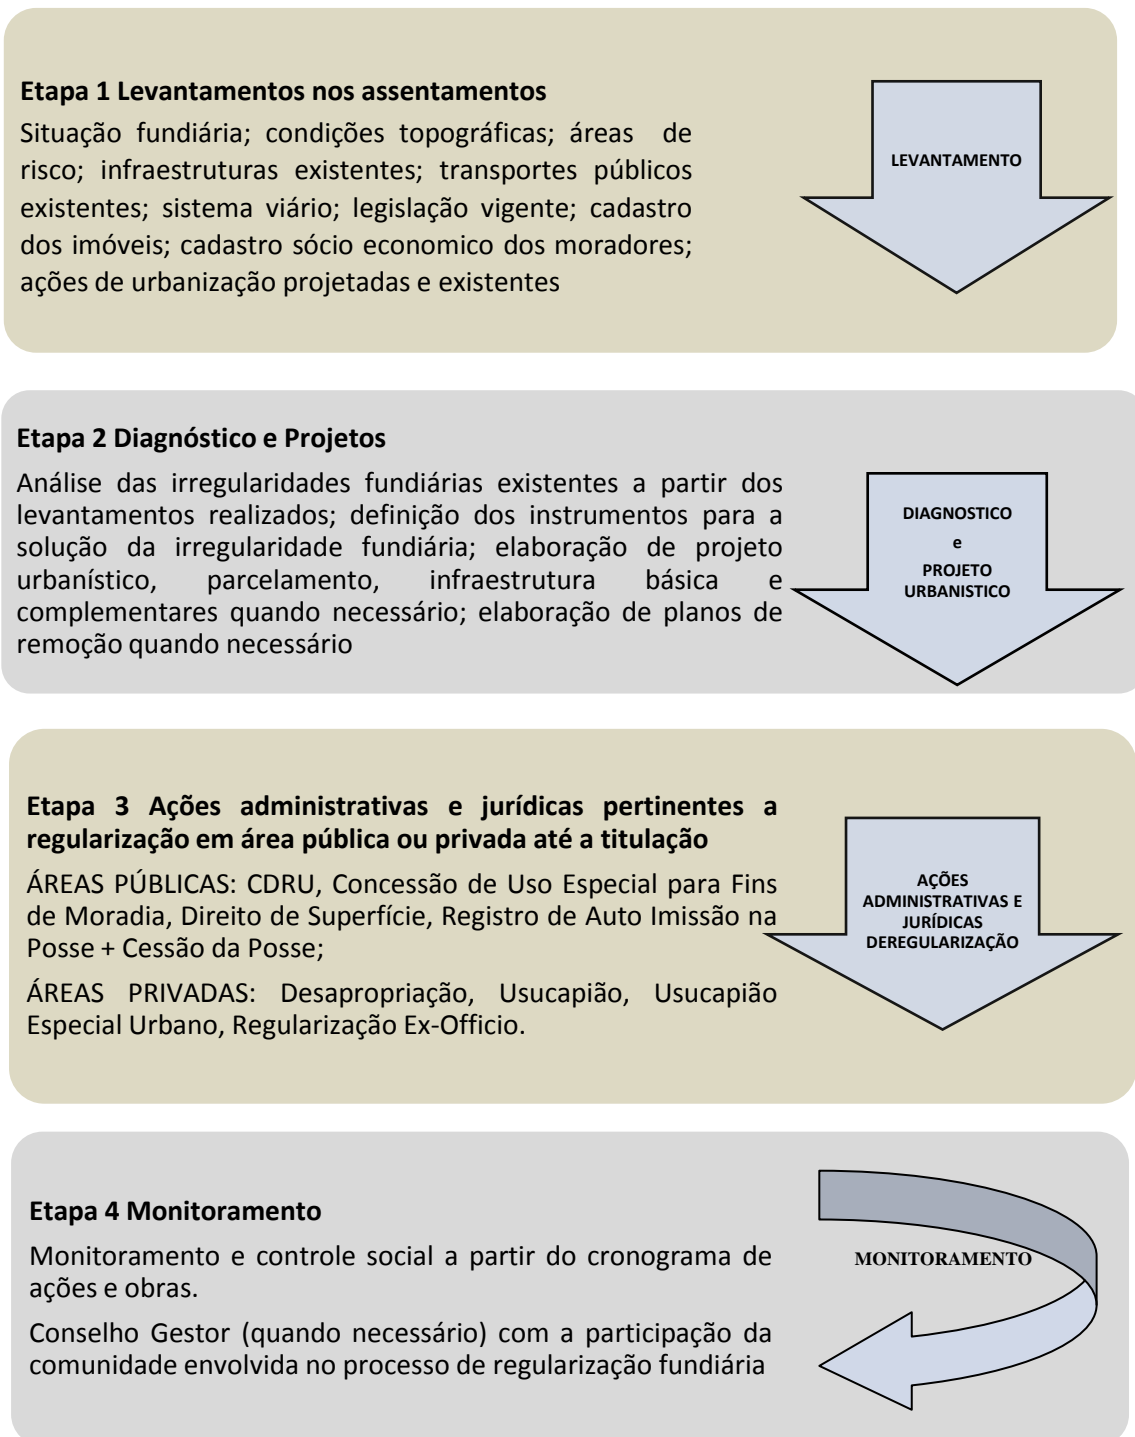 Etapa 1 Levantamentos nos assentamentos
Situação fundiária; condições topográficas; áreas de
risco; infraestruturas existentes; transportes públicos
existentes; sistema viário; legislação vigente; cadastro
dos imóveis; cadastro sócio economico dos moradores;
ações de urbanização projetadas e existentes
LEVANTAMENTO
Etapa 2 Diagnóstico e Projetos
Análise das irregularidades fundiárias existentes a partir dos
levantamentos realizados; definição dos instrumentos para a
solução da irregularidade fundiária; elaboração de projeto
urbanístico, parcelamento, infraestrutura básica e
complementares quando necessário; elaboração de planos de
remoção quando necessário
DIAGNOSTICO
e
PROJETO
URBANISTICO
Etapa 3 Ações administrativas e jurídicas pertinentes a
regularização em área pública ou privada até a titulação
ÁREAS PÚBLICAS: CDRU, Concessão de Uso Especial para Fins
de Moradia, Direito de Superfície, Registro de Auto Imissão na
Posse + Cessão da Posse;
ÁREAS PRIVADAS: Desapropriação, Usucapião, Usucapião
Especial Urbano, Regularização Ex-Officio.
AÇÕES
ADMINISTRATIVAS E
JURÍDICAS
DEREGULARIZAÇÃO
Etapa 4 Monitoramento
Monitoramento e controle social a partir do cronograma de
ações e obras.
Conselho Gestor (quando necessário) com a participação da
comunidade envolvida no processo de regularização fundiária
MONITORAMENTO